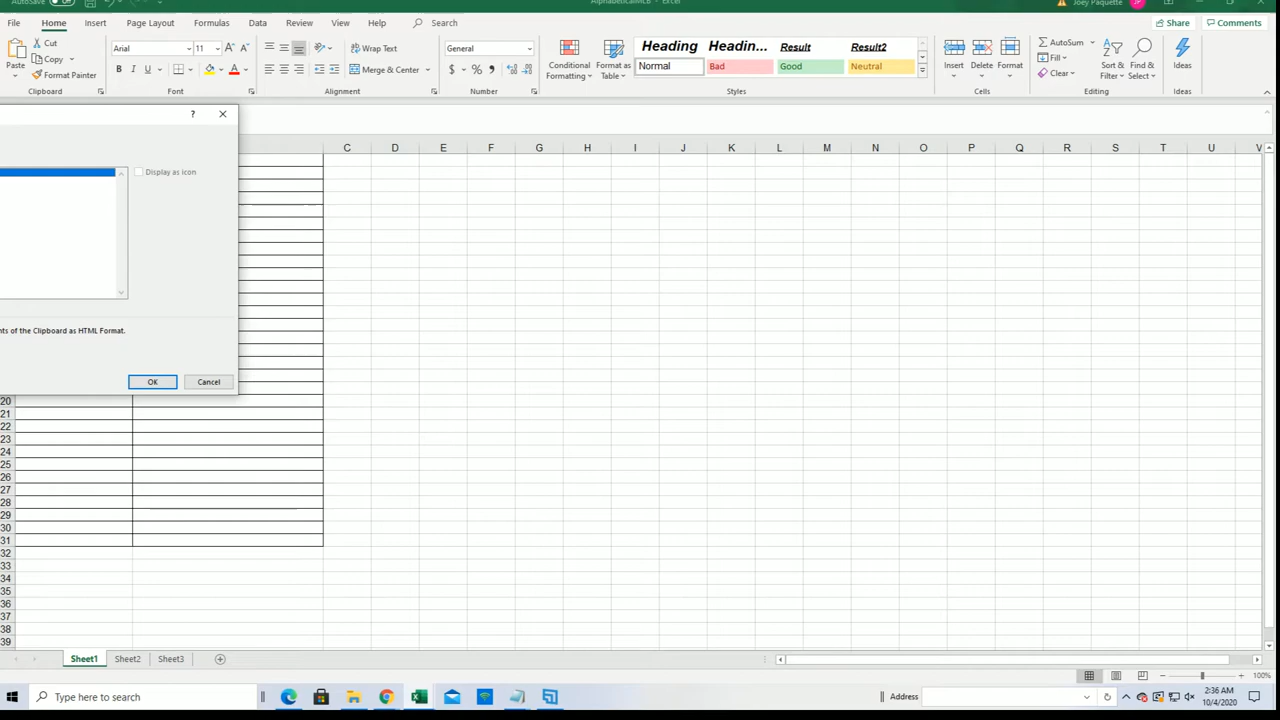 AutoSave
AlphabeticalMLB - Excel
Joey Paquette
JP
File Home Insert Page Layout Formulas Data Review View Help Search
Share Comments
Paste
Cut
Copy
Format Painter
Clipboard
Arial 11 A A
B I U A
Font
Wrap Text
Merge & Center
Alignment
General
$ % ,
Number
Conditional
Formatting
Format as
Table
Heading Headin... Result Result2
Normal Bad Good Neutral
Styles
Insert
Delete
Format
Cells
AutoSum
Fill
Clear
Sort &
Filter
Find &
Select
Editing
Ideas
Ideas
?
Display as icon
nts of the Clipboard as HTML Format.
OK Cancel
C D E F G H I J K L M N O P Q R S T U V
20
21
22
23
24
25
26
27
28
29
30
31
32
33
34
35
36
37
38
39
Sheet1 Sheet2 Sheet3
100%
Type here to search
Address
2:36 AM
10/4/2020